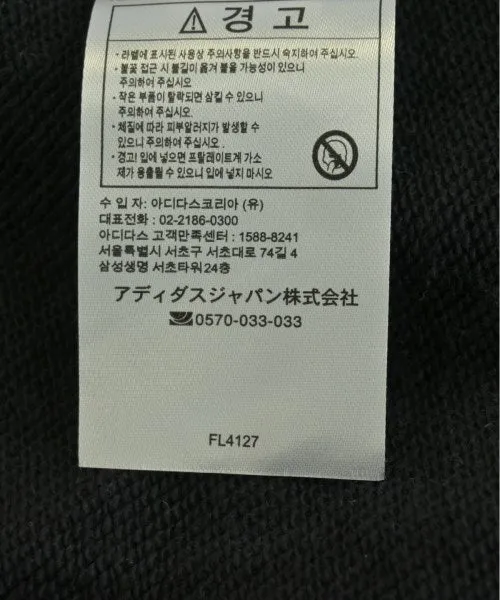 경 고
• 라벨에 표시된 사용상 주의사항을 반드시 숙지하여 주십시오.
• 불꽃 접근 시 불길이 옮겨 붙을 가능성이 있으니
주의하여 주십시오
• 작은 부품이 탈락되면 삼킬 수 있으니
주의하여 주십시오.
• 체질에 따라 피부알러지가 발생할 수
있으니 주의하여 주십시오 .
• 경고! 입에 넣으면 프탈레이트계 가소
제가 용출될 수 있으니 입에 넣지 마시오
수 입 자: 아디다스코리아 (유)
대표전화 : 02-2186-0300
아디다스 고객만족센터 : 1588-8241
서울특별시 서초구 서초대로 74길 4
삼성생명 서초타워24층
アディダスジャパン株式会社
0570-033-033
FL4127